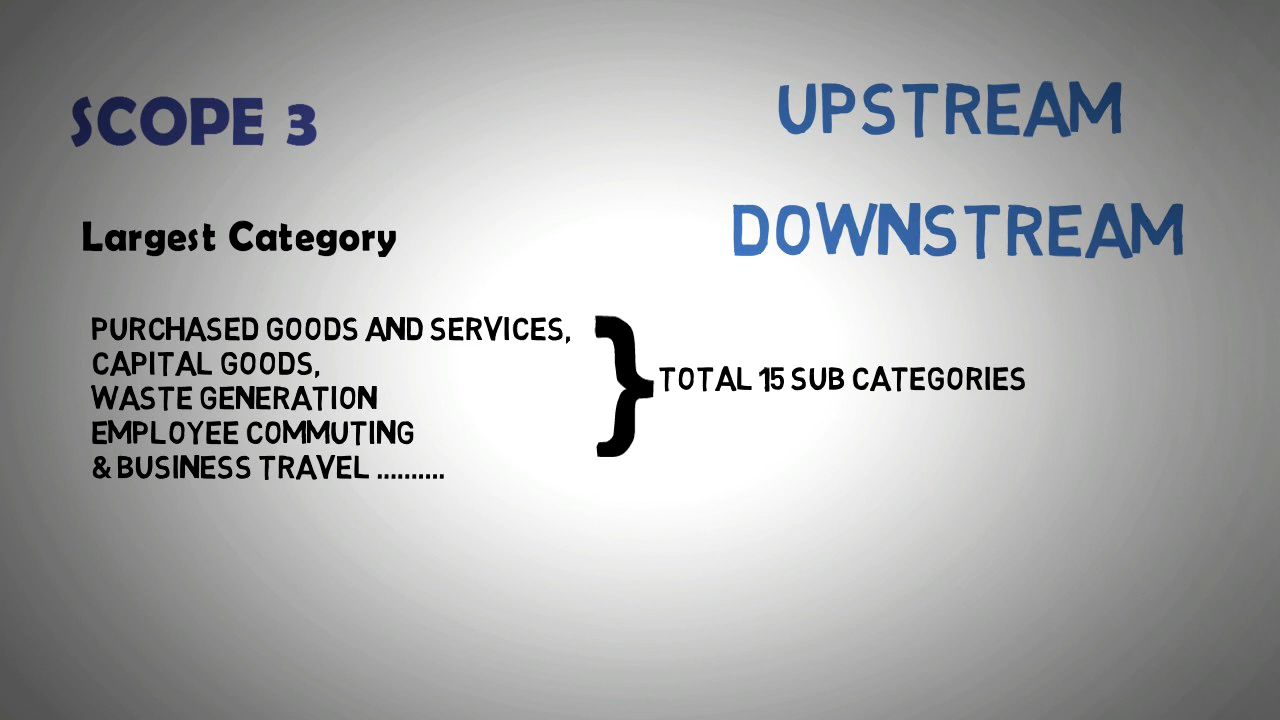 SCOPE 3
UPSTREAM
DOWNSTREAM
Largest Category
PURCHASED GOODS AND SERVICES,
CAPITAL GOODS,
WASTE GENERATION
EMPLOYEE COMMUTING
& BUSINESS TRAVEL ..........
} TOTAL 15 SUB CATEGORIES